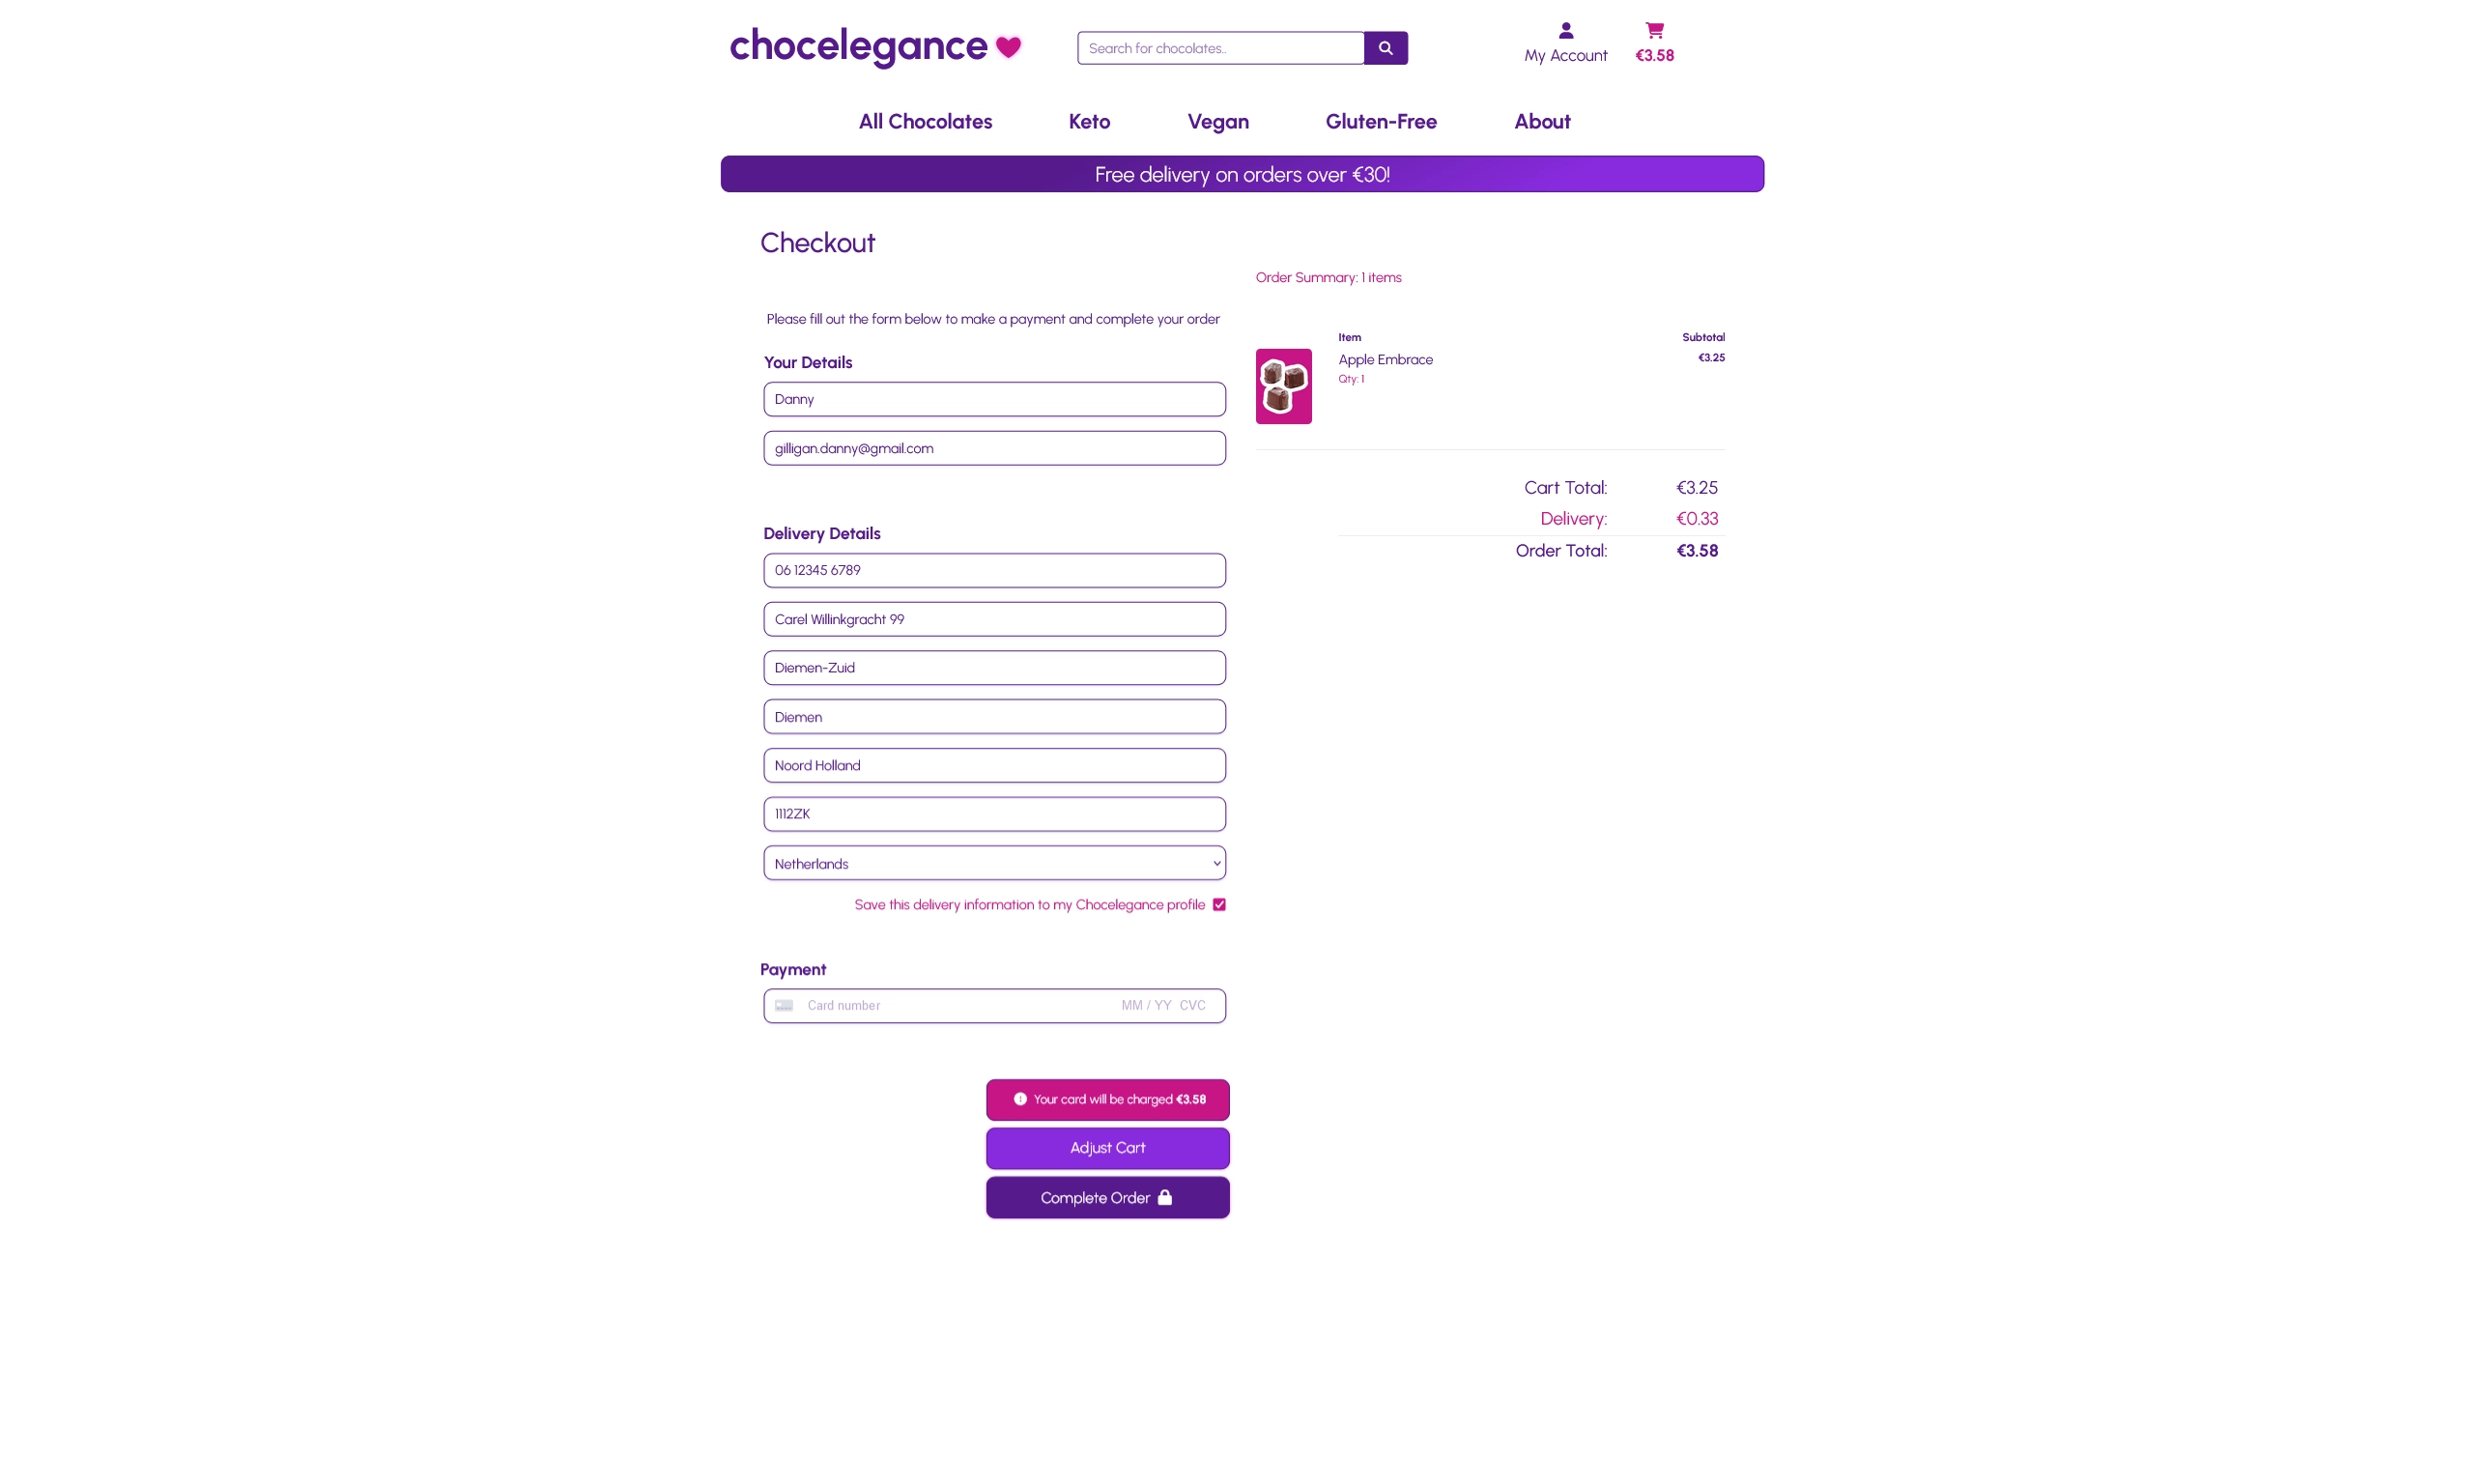 chocelegance
Search for chocolates..
My Account
€3.58
All Chocolates
Keto
Vegan
Gluten-Free
About
Free delivery on orders over €30!
Checkout
Order Summary: 1 items
Please fill out the form below to make a payment and complete your order
Item
Subtotal
Apple Embrace
€3.25
Qty: 1
Your Details
Danny
gilligan.danny@gmail.com
Cart Total: €3.25
Delivery: €0.33
Order Total: €3.58
Delivery Details
06 12345 6789
Carel Willinkgracht 99
Diemen-Zuid
Diemen
Noord Holland
1112ZK
Netherlands
Save this delivery information to my Chocelegance profile
Payment
Card number MM / YY CVC
Your card will be charged €3.58
Adjust Cart
Complete Order